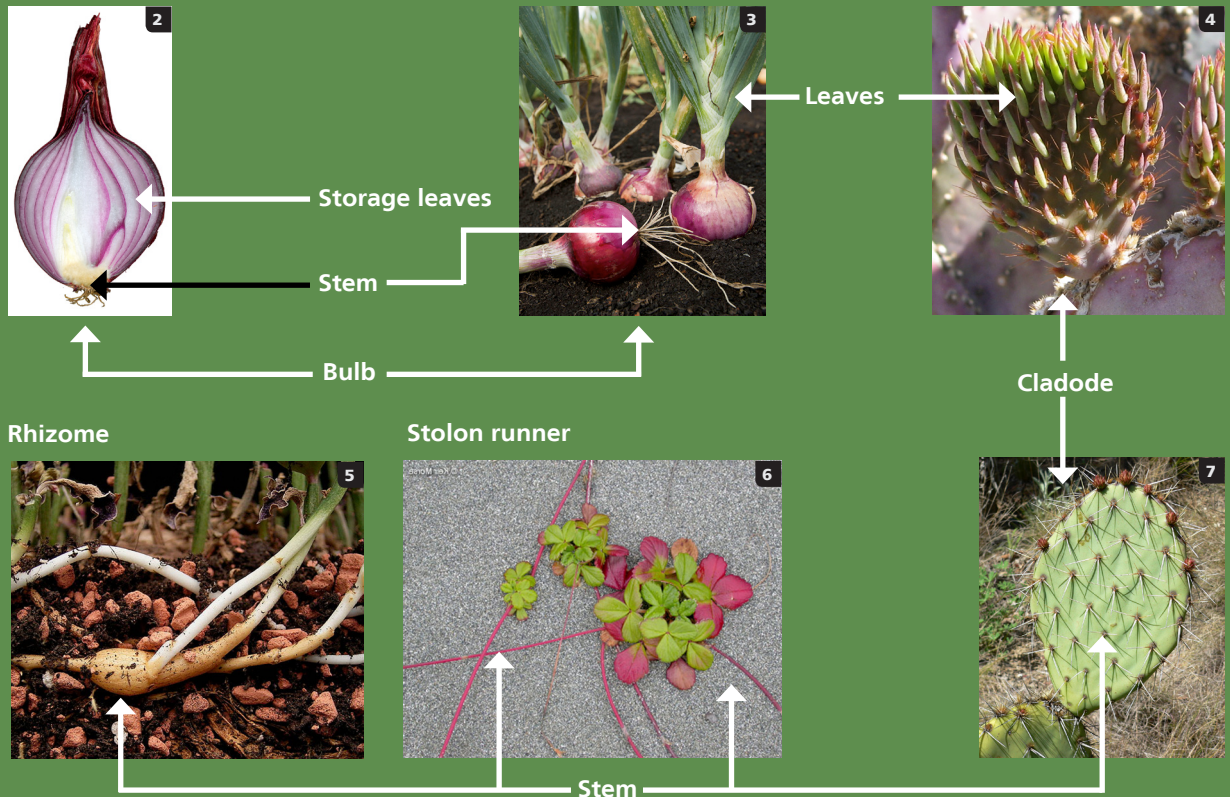 2
3
4
Leaves
Storage leaves
Stem
Bulb
Cladode
Rhizome
Stolon runner
5
6
7
Stem